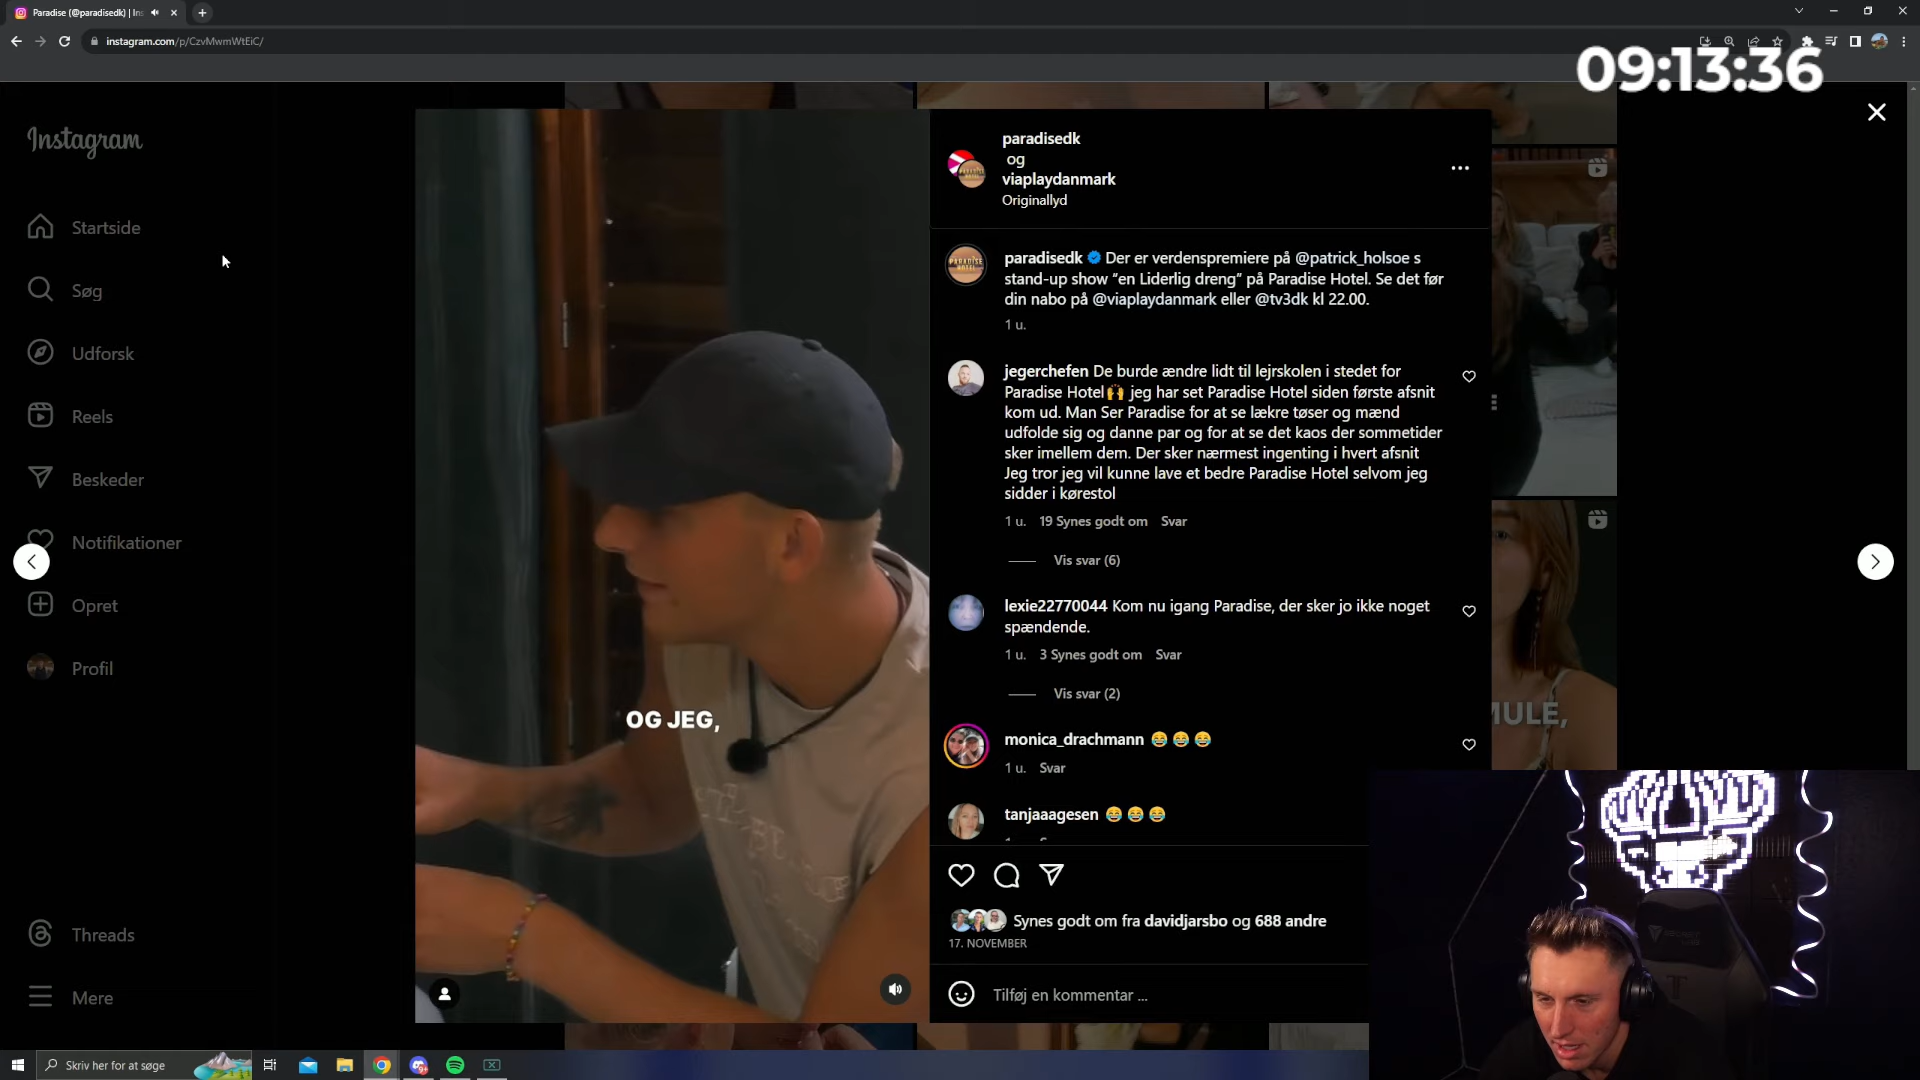 Paradise (@paradisedk) | Ins
instagram.com/p/CzvMwmWtEiC/
09:13:36
Instagram
Startside
Søg
Udforsk
Reels
Beskeder
Notifikationer
Opret
Profil
Threads
Mere
OG JEG,
paradisedk
og
viaplaydanmark
Originallyd
paradisedk Der er verdenspremiere på @patrick_holsoe s
stand-up show “en Liderlig dreng” på Paradise Hotel. Se det før
din nabo på @viaplaydanmark eller @tv3dk kl 22.00.
1 u.
jegerchefen De burde ændre lidt til lejrskolen i stedet for
Paradise Hotel🙌 jeg har set Paradise Hotel siden første afsnit
kom ud. Man Ser Paradise for at se lækre tøser og mænd
udfolde sig og danne par og for at se det kaos der sommetider
sker imellem dem. Der sker nærmest ingenting i hvert afsnit
Jeg tror jeg vil kunne lave et bedre Paradise Hotel selvom jeg
sidder i kørestol
1 u. 19 Synes godt om Svar
Vis svar (6)
lexie22770044 Kom nu igang Paradise, der sker jo ikke noget
spændende.
1 u. 3 Synes godt om Svar
Vis svar (2)
monica_drachmann 😂 😂 😂
1 u. Svar
tanjaaagesen 😂 😂 😂
Synes godt om fra davidjarsbo og 688 andre
17. NOVEMBER
Tilføj en kommentar ...
MULE,
Skriv her for at søge